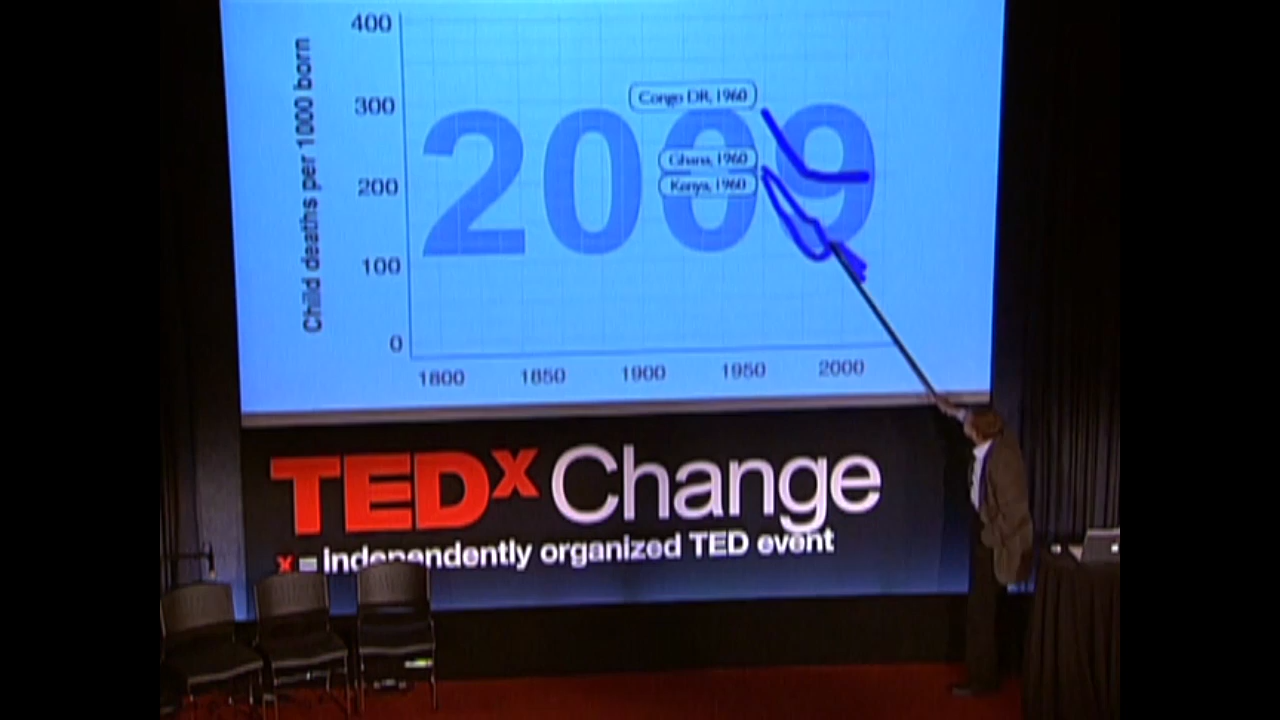 400
300
200
100
0
Child deaths per 1000 born
2009
Congo DR, 1960
Ghana, 1960
Kenya, 1960
1800
1850
1900
1950
2000
TEDx Change
x = independently organized TED event